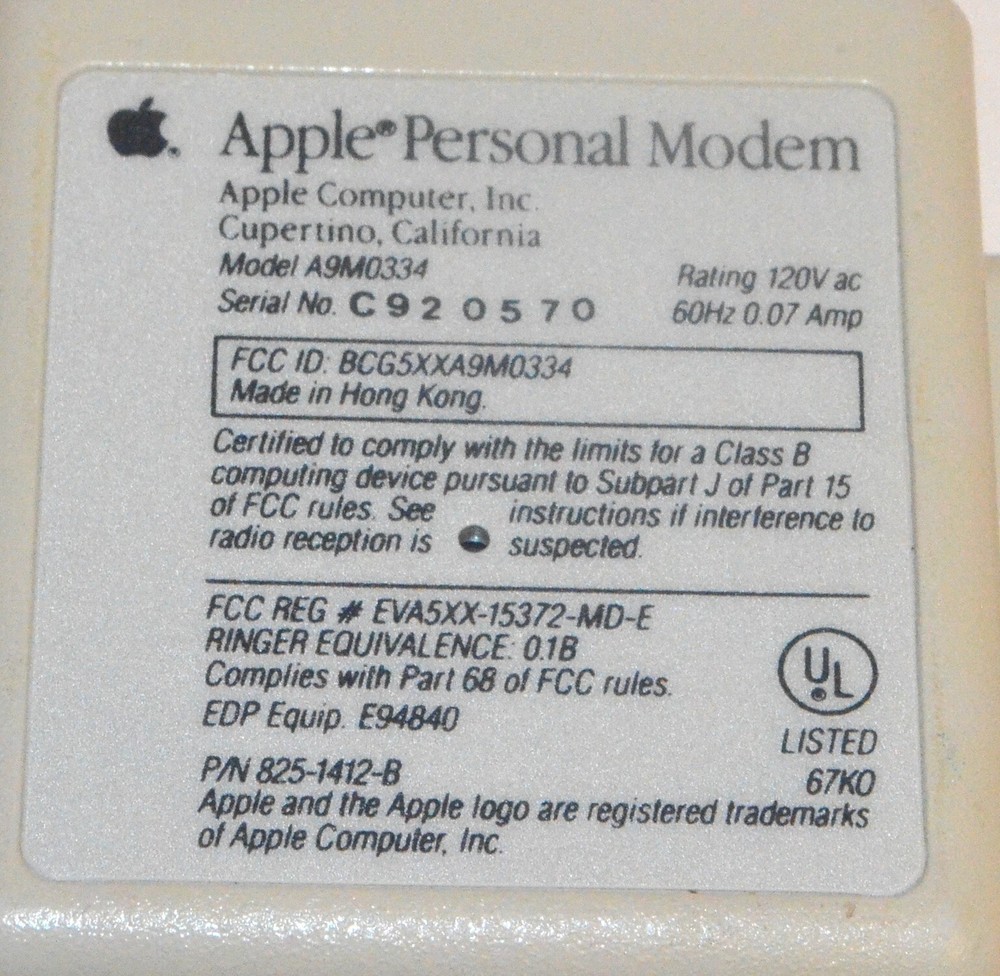 Apple® Personal Modem
Apple Computer, Inc.
Cupertino, California
Model A9M0334
Rating 120V ac
Serial No. C920570
60Hz 0.07 Amp
FCC ID: BCG5XXA9M0334
Made in Hong Kong.
Certified to comply with the limits for a Class B
computing device pursuant to Subpart J of Part 15
of FCC rules. See instructions if interference to
radio reception is suspected.
FCC REG # EVA5XX-15372-MD-E
RINGER EQUIVALENCE: 0.1B
Complies with Part 68 of FCC rules.
EDP Equip. E94840
UL®
LISTED
67KO
P/N 825-1412-B
Apple and the Apple logo are registered trademarks
of Apple Computer, Inc.